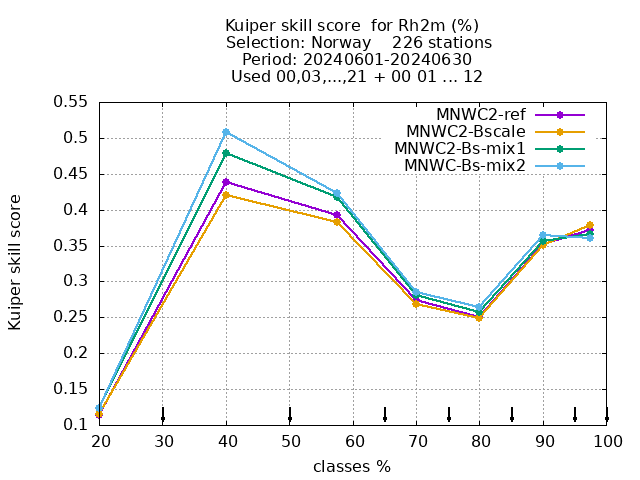 Kuiper skill score  for Rh2m (%)
Selection: Norway    226 stations
Period: 20240601-20240630
Used 00,03,...,21 + 00 01 ... 12
MNWC2-ref
MNWC2-Bscale
MNWC2-Bs-mix1
MNWC-Bs-mix2
Kuiper skill score
0.55
0.5
0.45
0.4
0.35
0.3
0.25
0.2
0.15
0.1
20 30 40 50 60 70 80 90 100
classes %